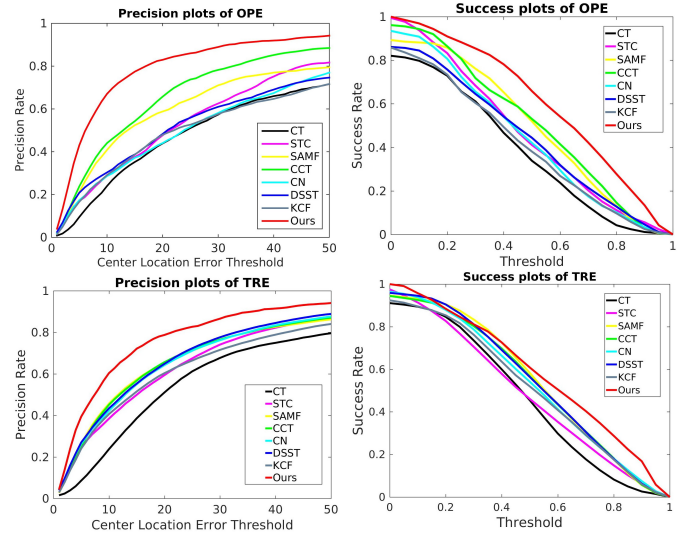 Precision plots of OPE
Precision Rate
1
0.8
0.6
0.4
0.2
0
CT
STC
SAMF
CCT
CN
DSST
KCF
Ours
0 10 20 30 40 50
Center Location Error Threshold
Success plots of OPE
Success Rate
1
0.8
0.6
0.4
0.2
0
CT
STC
SAMF
CCT
CN
DSST
KCF
Ours
0 0.2 0.4 0.6 0.8 1
Threshold
Precision plots of TRE
Precision Rate
1
0.8
0.6
0.4
0.2
0
CT
STC
SAMF
CCT
CN
DSST
KCF
Ours
0 10 20 30 40 50
Center Location Error Threshold
Success plots of TRE
Success Rate
1
0.8
0.6
0.4
0.2
0
CT
STC
SAMF
CCT
CN
DSST
KCF
Ours
0 0.2 0.4 0.6 0.8 1
Threshold